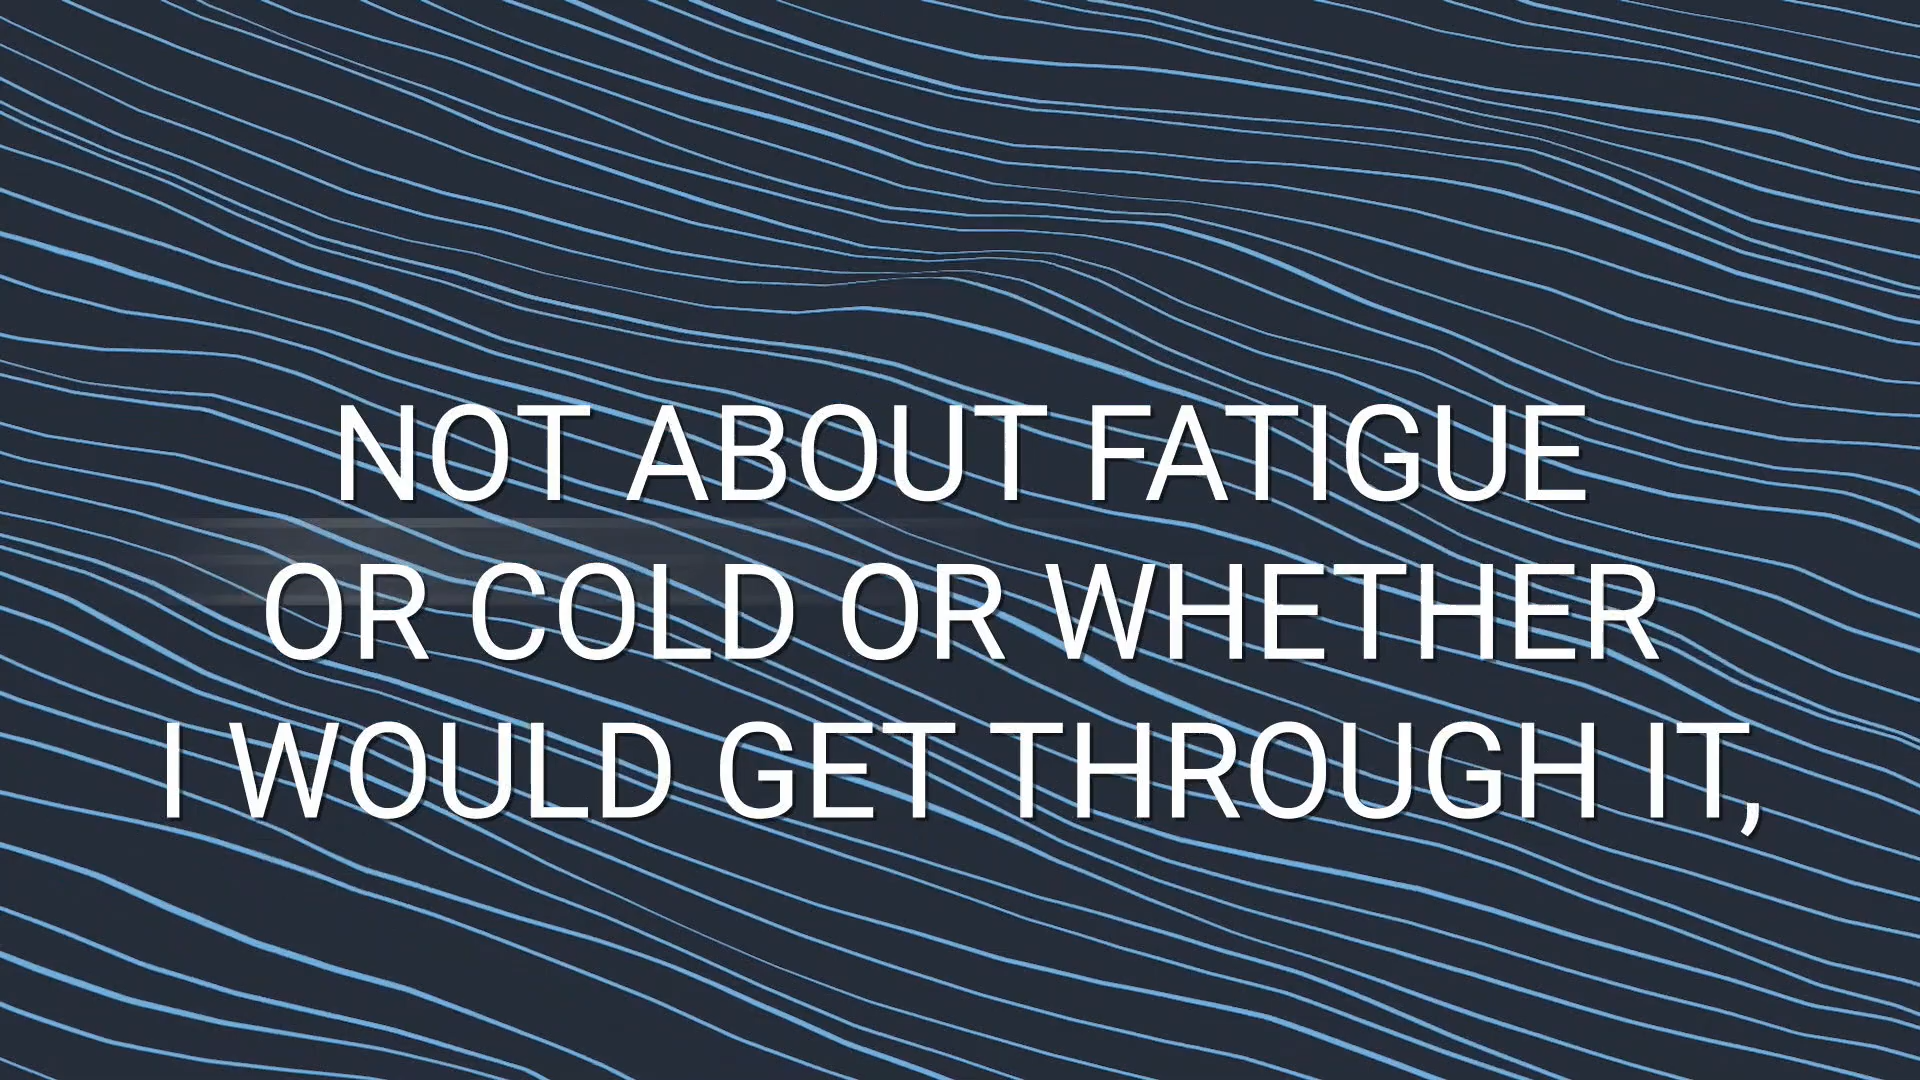 NOT ABOUT FATIGUE
OR COLD OR WHETHER
I WOULD GET THROUGH IT,